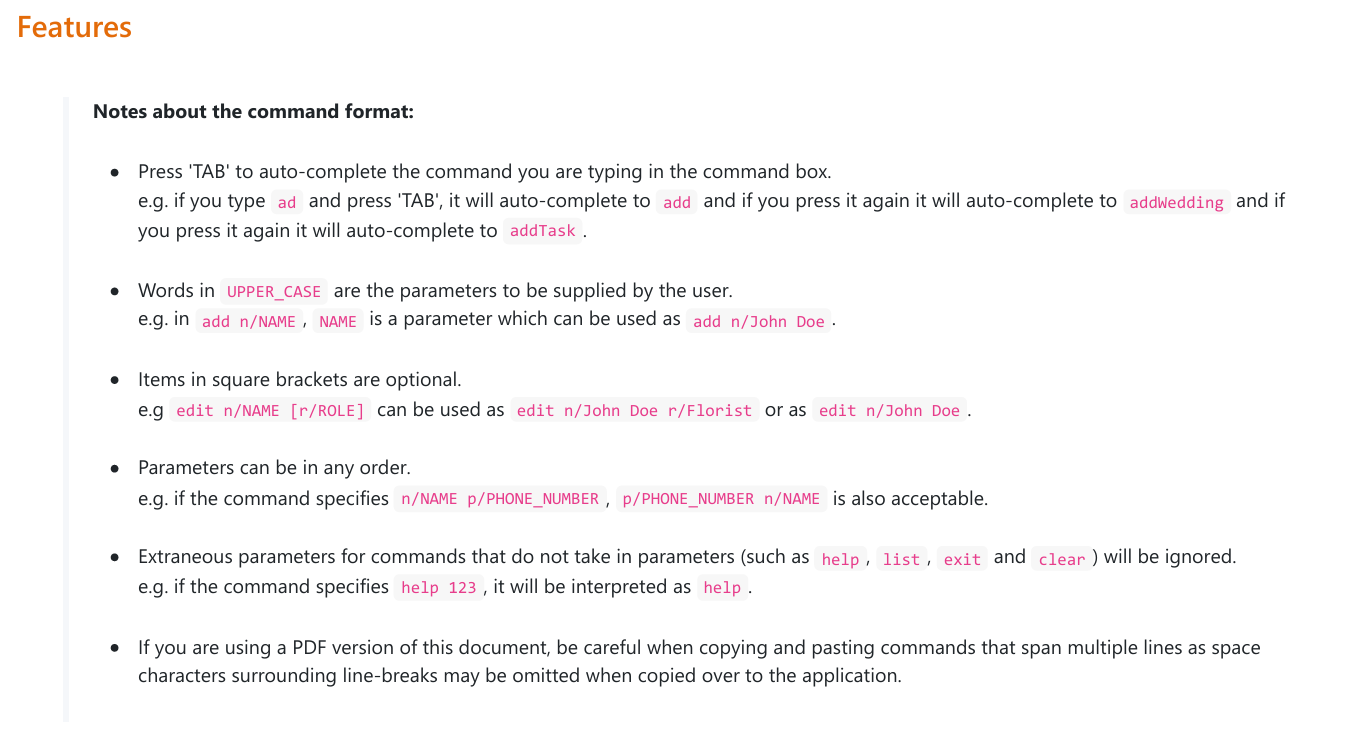 Features
Notes about the command format:
● Press 'TAB' to auto-complete the command you are typing in the command box.
e.g. if you type ad and press 'TAB', it will auto-complete to add and if you press it again it will auto-complete to addWedding and if
you press it again it will auto-complete to addTask .
● Words in UPPER_CASE are the parameters to be supplied by the user.
e.g. in add n/NAME , NAME is a parameter which can be used as add n/John Doe .
● Items in square brackets are optional.
e.g edit n/NAME [r/ROLE] can be used as edit n/John Doe r/Florist or as edit n/John Doe .
● Parameters can be in any order.
e.g. if the command specifies n/NAME p/PHONE_NUMBER , p/PHONE_NUMBER n/NAME is also acceptable.
● Extraneous parameters for commands that do not take in parameters (such as help , list , exit and clear ) will be ignored.
e.g. if the command specifies help 123 , it will be interpreted as help .
● If you are using a PDF version of this document, be careful when copying and pasting commands that span multiple lines as space
characters surrounding line-breaks may be omitted when copied over to the application.